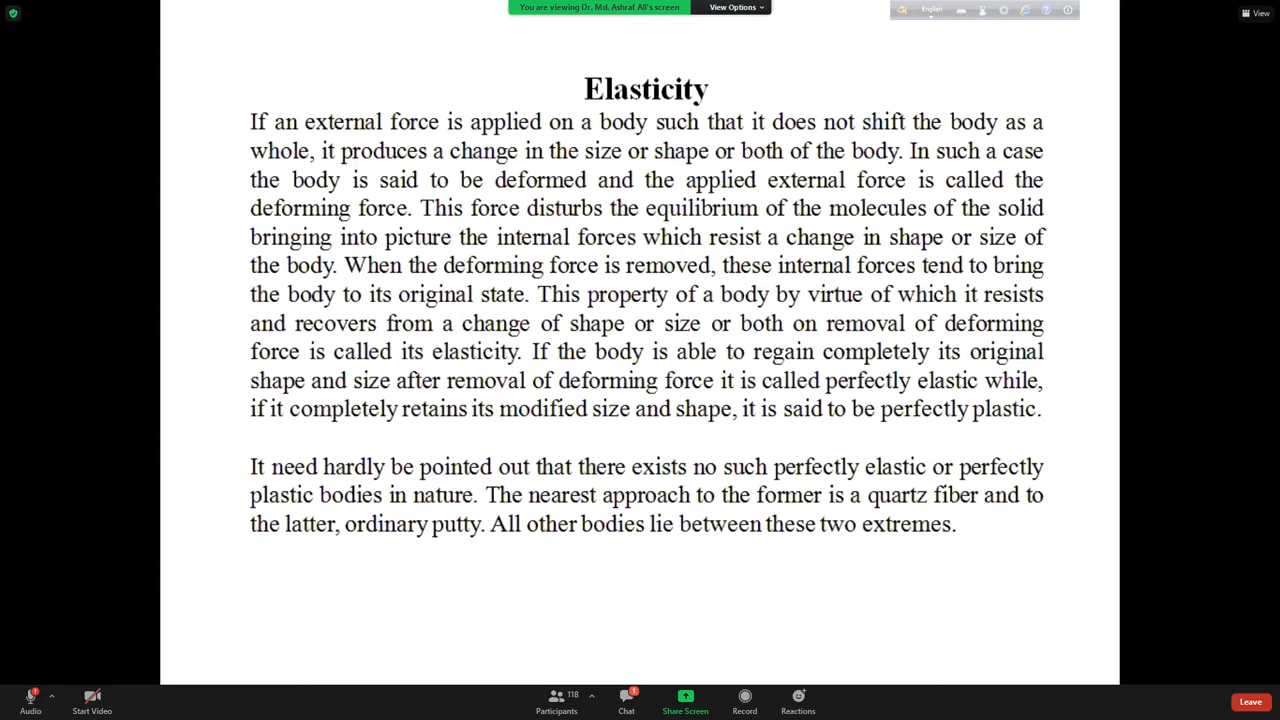 You are viewing Dr. Md. Ashraf Ali's screen
View Options
English
View
Elasticity
If an external force is applied on a body such that it does not shift the body as a
whole, it produces a change in the size or shape or both of the body. In such a case
the body is said to be deformed and the applied external force is called the
deforming force. This force disturbs the equilibrium of the molecules of the solid
bringing into picture the internal forces which resist a change in shape or size of
the body. When the deforming force is removed, these internal forces tend to bring
the body to its original state. This property of a body by virtue of which it resists
and recovers from a change of shape or size or both on removal of deforming
force is called its elasticity. If the body is able to regain completely its original
shape and size after removal of deforming force it is called perfectly elastic while,
if it completely retains its modified size and shape, it is said to be perfectly plastic.
It need hardly be pointed out that there exists no such perfectly elastic or perfectly
plastic bodies in nature. The nearest approach to the former is a quartz fiber and to
the latter, ordinary putty. All other bodies lie between these two extremes.
118
1
Audio
Start Video
Participants
Chat
Share Screen
Record
Reactions
Leave